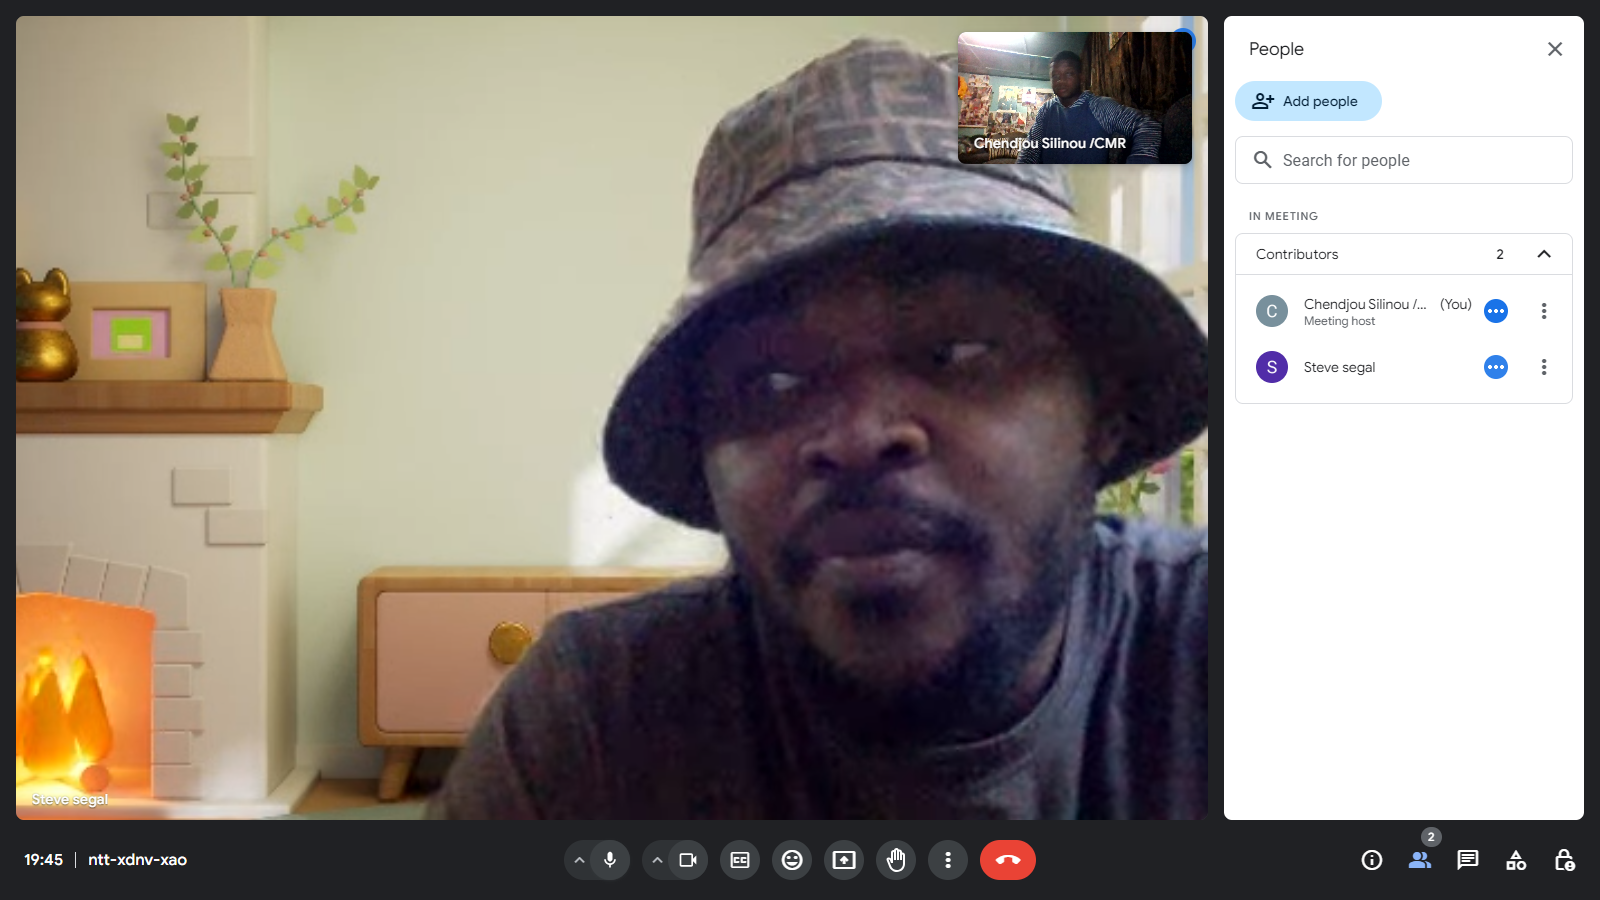 Chendjou Silinou /CMR
Steve segal
People
Add people
Search for people
IN MEETING
Contributors 2
C
Chendjou Silinou /... (You)
Meeting host
S
Steve segal
19:45 | ntt-xdnv-xao
CC
2